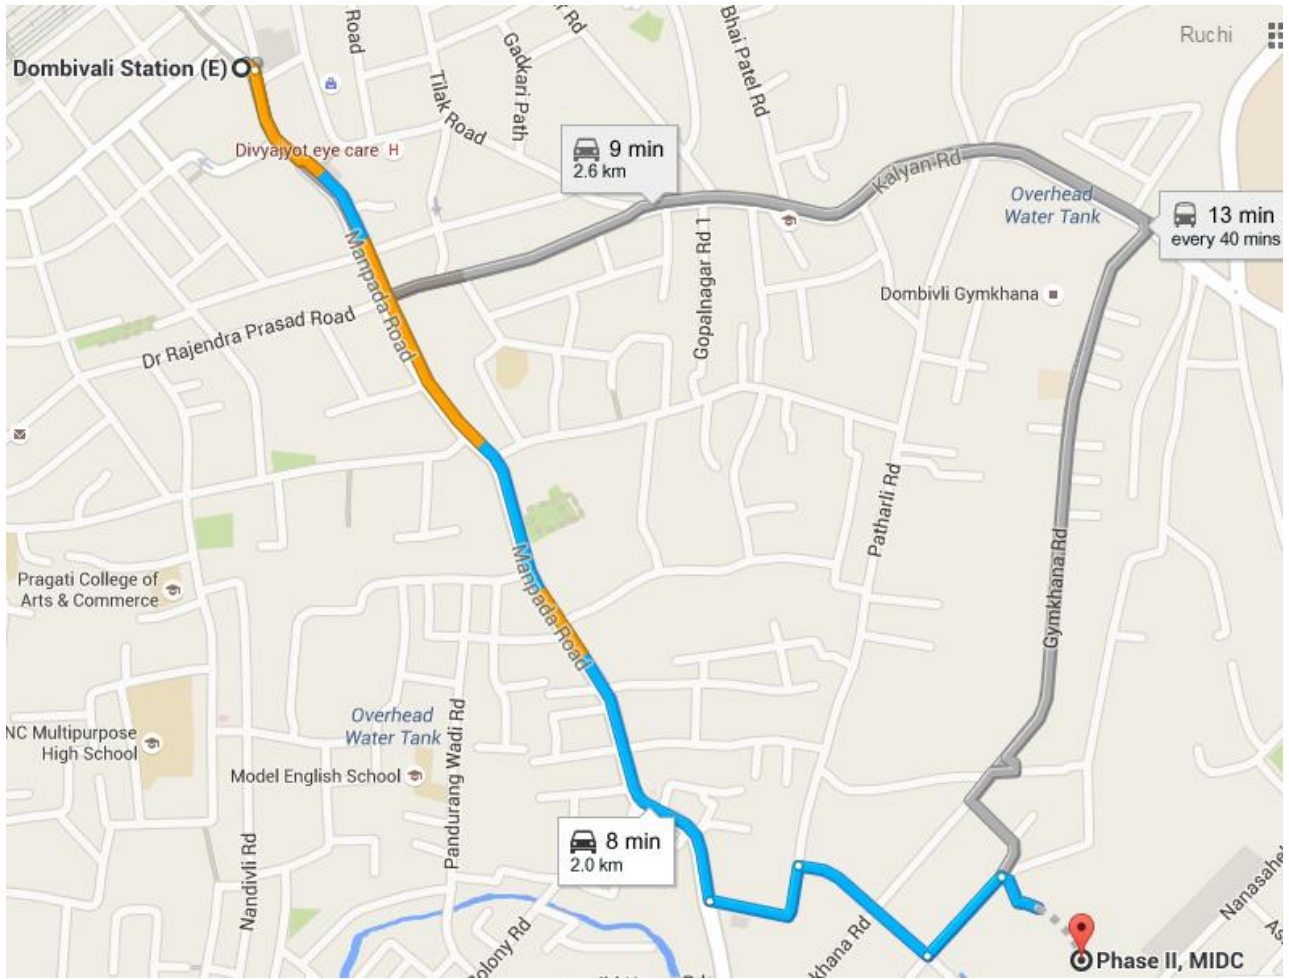 Road
Bhai Patel Rd
Ruchi
Gadkari Path
Dombivali Station (E)
Tilak Road
Divyajyot eye care H
9 min
2.6 km
Kalyan Rd
Overhead
Water Tank
13 min
every 40 mins
Manpada Road
Gopalnagar Rd 1
Dombivli Gymkhana
Dr Rajendra Prasad Road
Patharli Rd
Manpada Road
Gymkhana Rd
Pragati College of
Arts & Commerce
Overhead
Water Tank
Pandurang Wadi Rd
NC Multipurpose
High School
Model English School
8 min
2.0 km
Nandivli Rd
Nanasahe
khana Rd
olony Rd
Phase II, MIDC